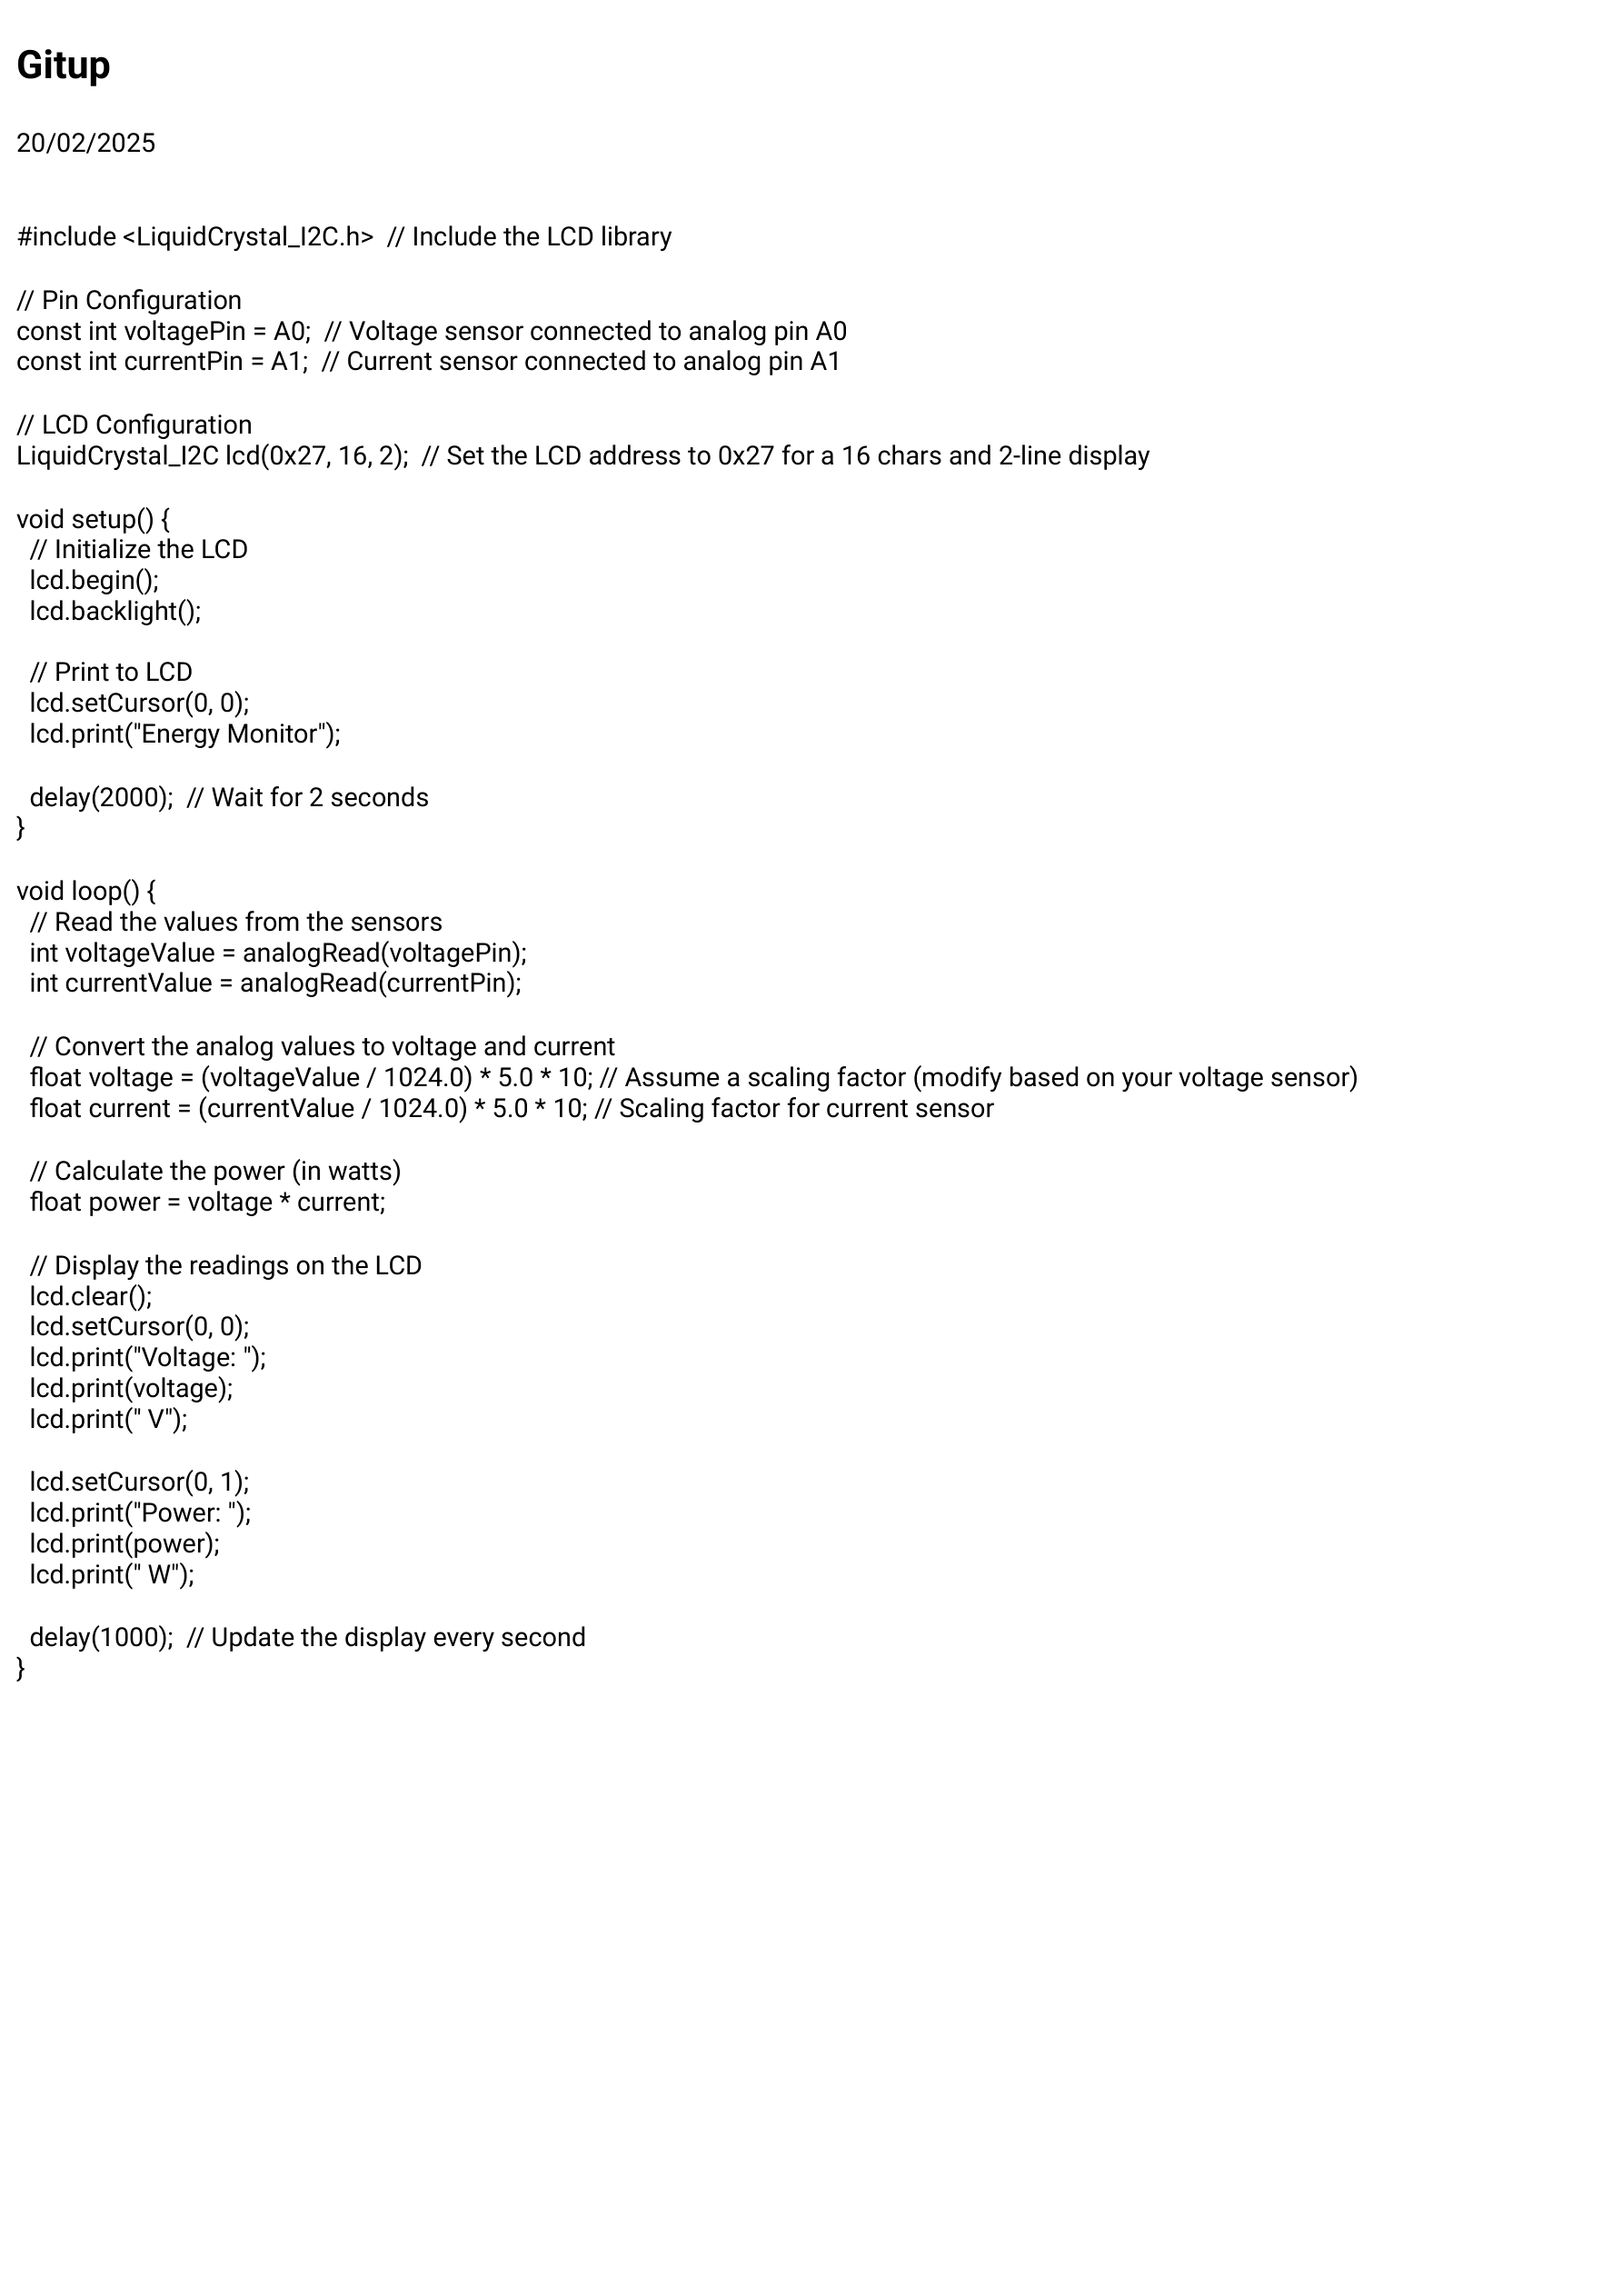 Gitup
20/02/2025
#include <LiquidCrystal_I2C.h>  // Include the LCD library
// Pin Configuration
const int voltagePin = A0;  // Voltage sensor connected to analog pin A0
const int currentPin = A1;  // Current sensor connected to analog pin A1
// LCD Configuration
LiquidCrystal_I2C lcd(0x27, 16, 2);  // Set the LCD address to 0x27 for a 16 chars and 2-line display
void setup() {
  // Initialize the LCD
  lcd.begin();
  lcd.backlight();
  // Print to LCD
  lcd.setCursor(0, 0);
  lcd.print("Energy Monitor");
  delay(2000);  // Wait for 2 seconds
}
void loop() {
  // Read the values from the sensors
  int voltageValue = analogRead(voltagePin);
  int currentValue = analogRead(currentPin);
  // Convert the analog values to voltage and current
  float voltage = (voltageValue / 1024.0) * 5.0 * 10; // Assume a scaling factor (modify based on your voltage sensor)
  float current = (currentValue / 1024.0) * 5.0 * 10; // Scaling factor for current sensor
  // Calculate the power (in watts)
  float power = voltage * current;
  // Display the readings on the LCD
  lcd.clear();
  lcd.setCursor(0, 0);
  lcd.print("Voltage: ");
  lcd.print(voltage);
  lcd.print(" V");
  lcd.setCursor(0, 1);
  lcd.print("Power: ");
  lcd.print(power);
  lcd.print(" W");
  delay(1000);  // Update the display every second
}